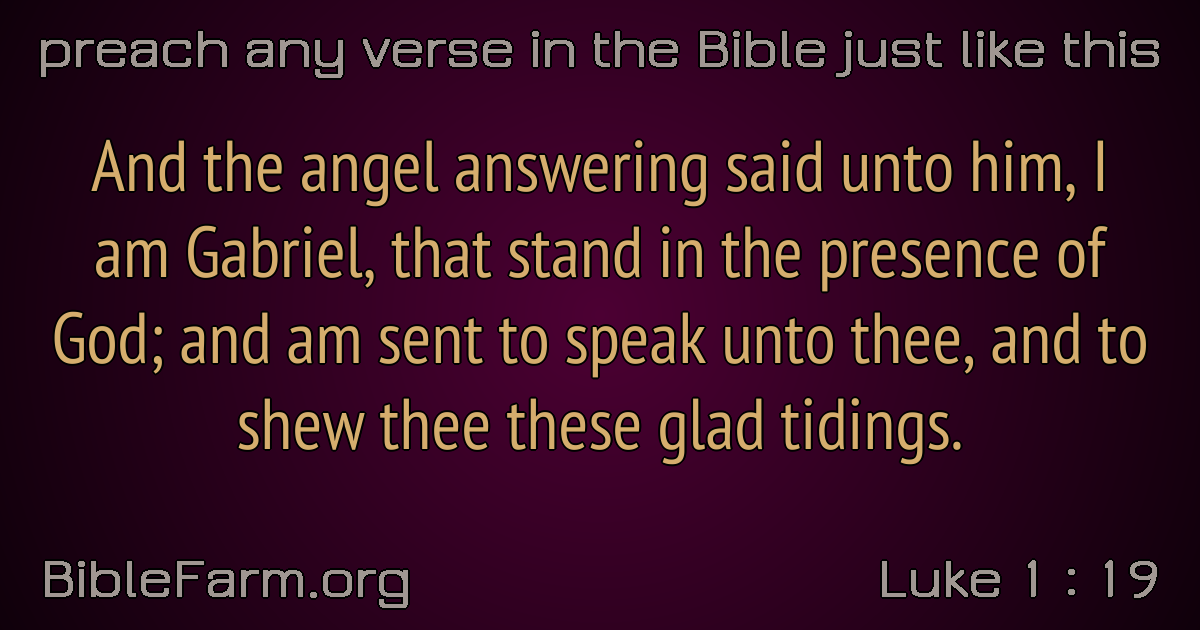 preach any verse in the Bible just like this
And the angel answering said unto him, I
am Gabriel, that stand in the presence of
God; and am sent to speak unto thee, and to
shew thee these glad tidings.
BibleFarm.org
Luke 1 : 19